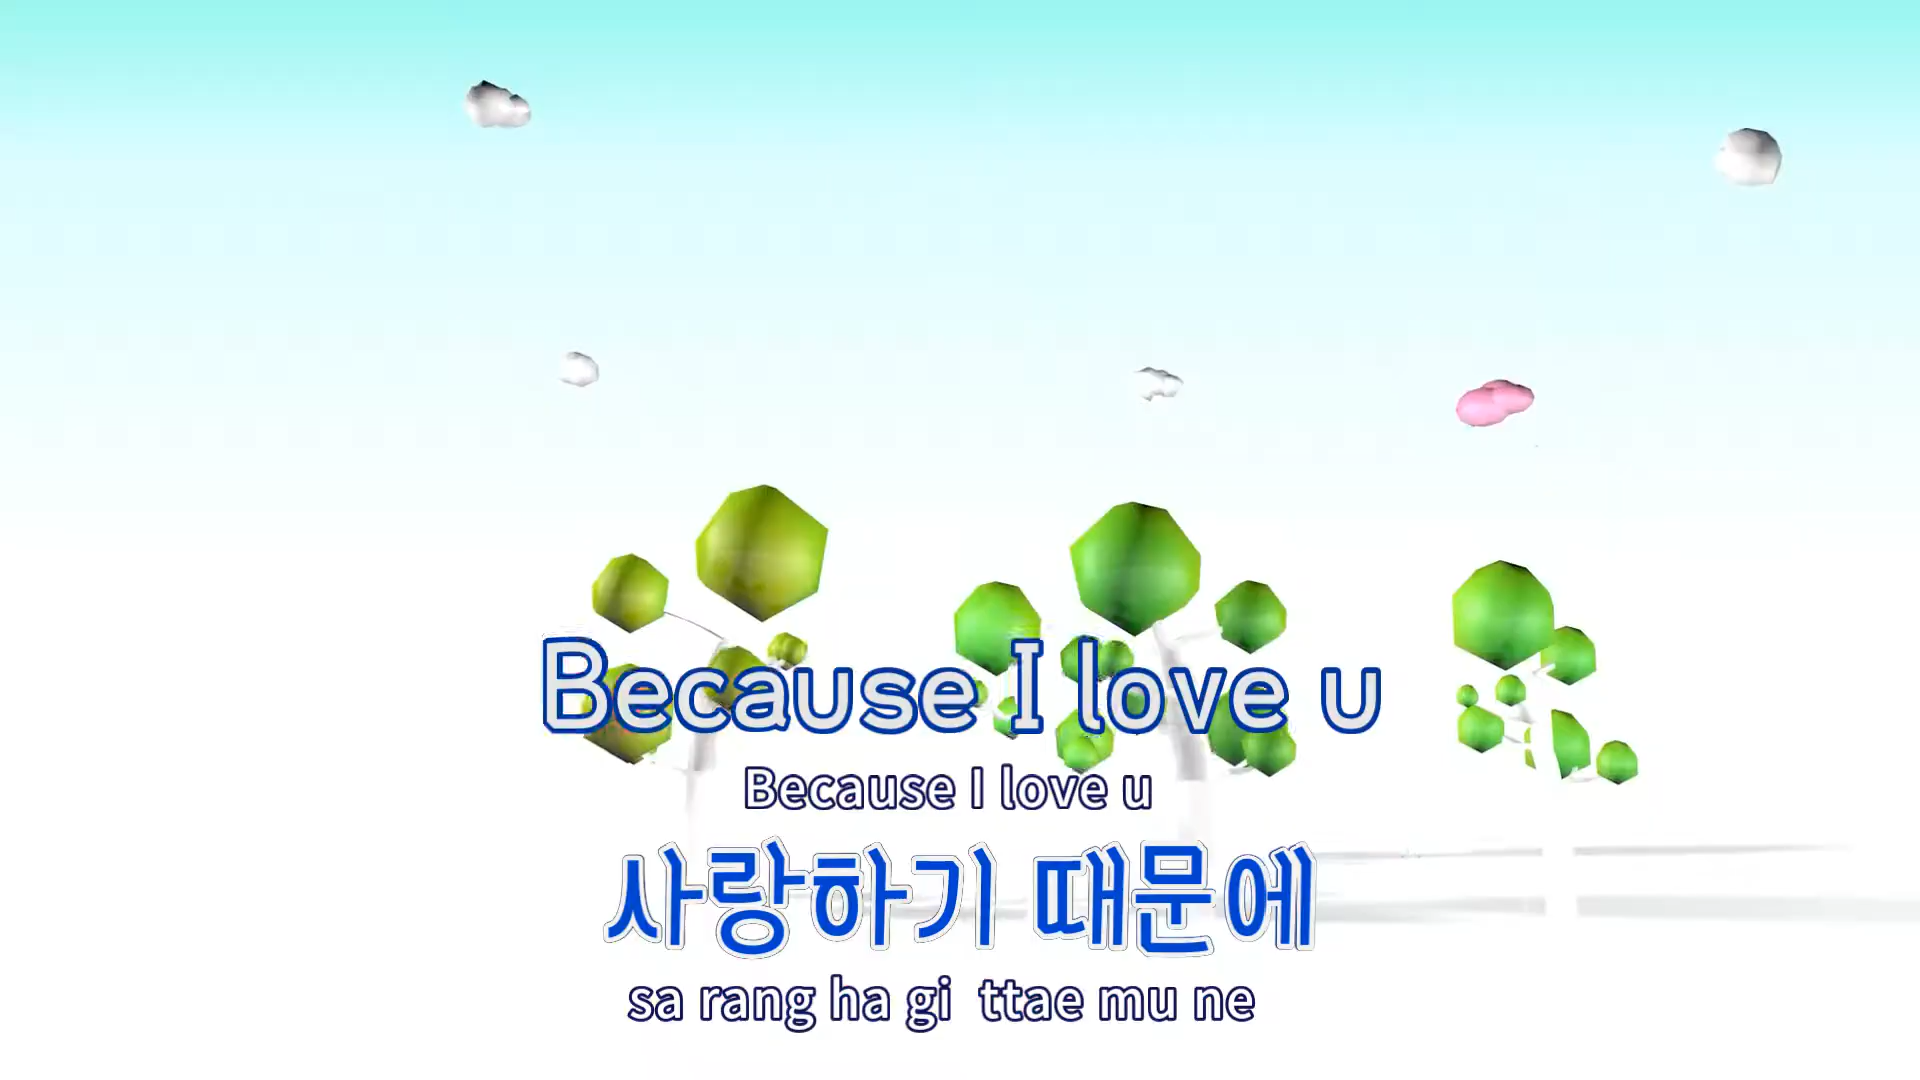 Because I love u
Because I love u
사랑하기 때문에
sa rang ha gi ttae mu ne